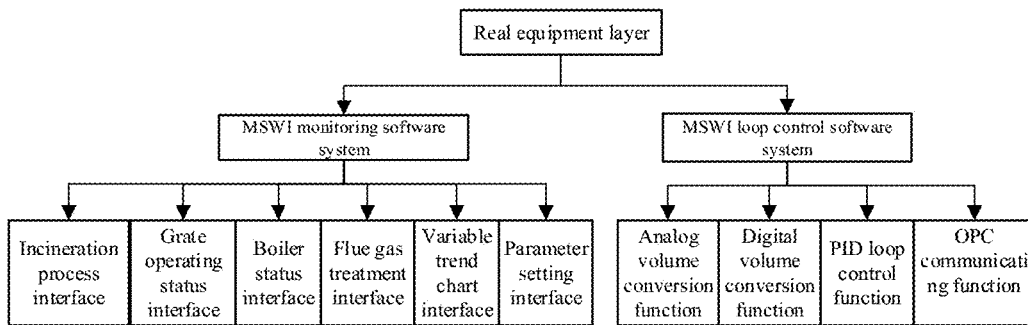 Real equipment layer
MSWI monitoring software
system
MSWI loop control software
system
Incineration
process
interface
Grate
operating
status interface
Boiler
status
interface
Flue gas
treatment
interface
Variable
trend
chart interface
Parameter
setting interface
Analog
volume
conversion
function
Digital
volume
conversion
function
PID loop
control
function
OPC
communicati
ng function